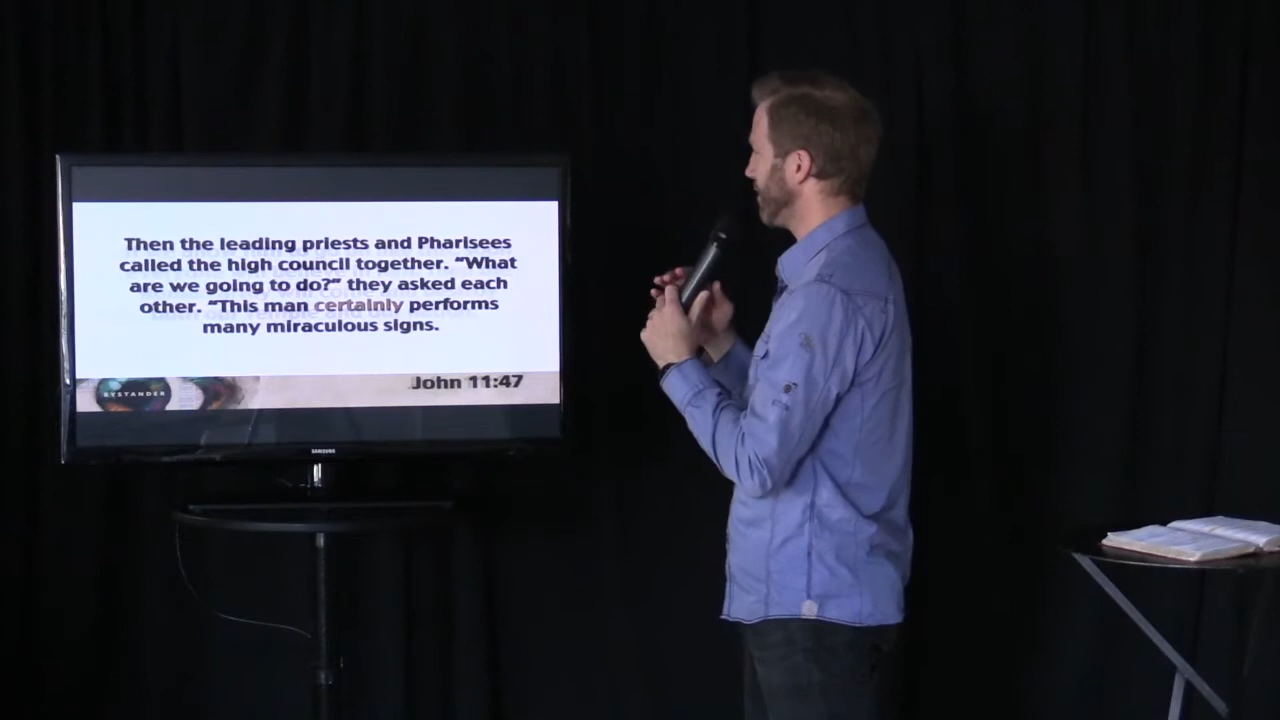 Then the leading priests and Pharisees
called the high council together. “What
are we going to do?” they asked each
other. “This man certainly performs
many miraculous signs.
John 11:47
BYSTANDER
SAMSUNG